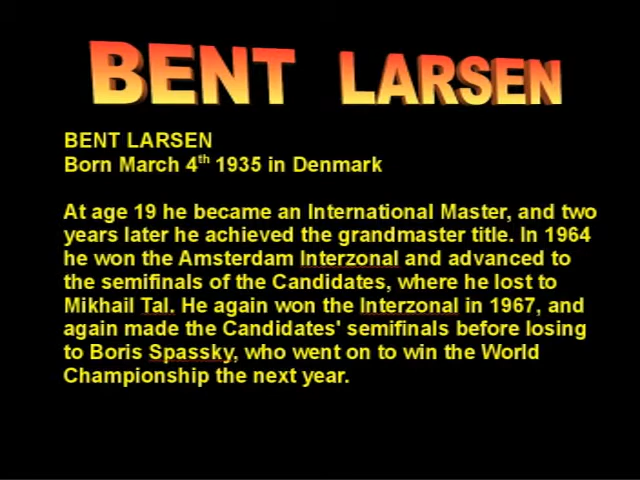 BENT LARSEN
BENT LARSEN
Born March 4th 1935 in Denmark
At age 19 he became an International Master, and two
years later he achieved the grandmaster title. In 1964
he won the Amsterdam Interzonal and advanced to
the semifinals of the Candidates, where he lost to
Mikhail Tal. He again won the Interzonal in 1967, and
again made the Candidates' semifinals before losing
to Boris Spassky, who went on to win the World
Championship the next year.